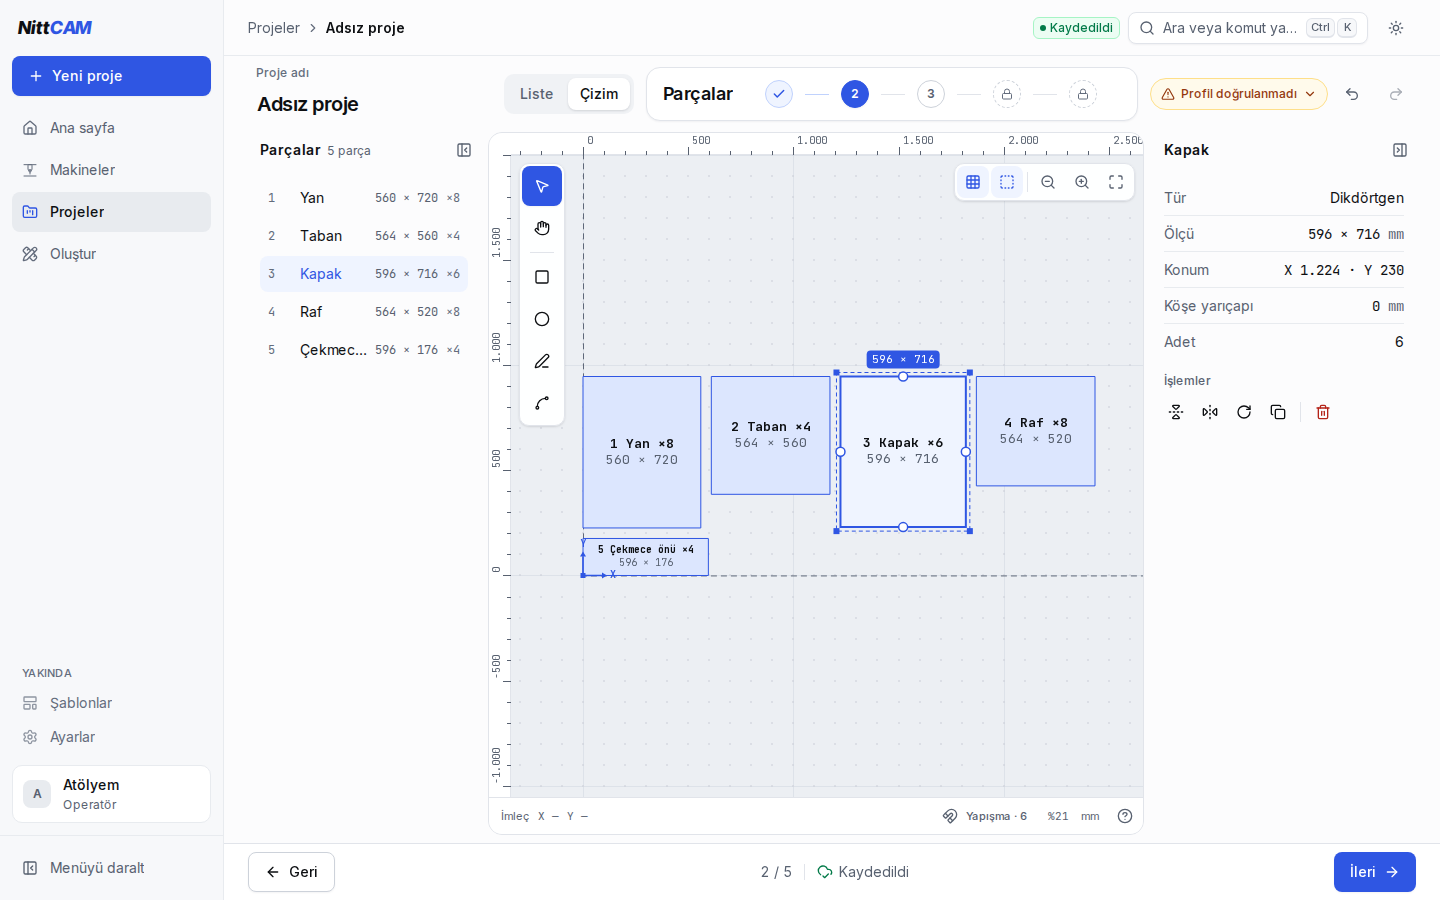 NittCAM
Yeni proje
Ana sayfa
Makineler
Projeler
Oluştur
YAKINDA
Şablonlar
Ayarlar
A
Atölyem
Operatör
Menüyü daralt
Projeler > Adsız proje
Kaydedildi
Ara veya komut ya... Ctrl K
Proje adı
Adsız proje
Liste Çizim
Parçalar 2 3
Profil doğrulanmadı
Parçalar 5 parça
1 Yan 560 × 720 ×8
2 Taban 564 × 560 ×4
3 Kapak 596 × 716 ×6
4 Raf 564 × 520 ×8
5 Çekmec... 596 × 176 ×4
0 500 1.000 1.500 2.000 2.500
1.500
1.000
500
0
-500
-1.000
596 × 716
1 Yan ×8
560 × 720
2 Taban ×4
564 × 560
3 Kapak ×6
596 × 716
4 Raf ×8
564 × 520
5 Çekmece önü ×4
596 × 176
Y
X
İmleç X — Y —
Yapışma · 6 %21 mm
Kapak
Tür Dikdörtgen
Ölçü 596 × 716 mm
Konum X 1.224 · Y 230
Köşe yarıçapı 0 mm
Adet 6
İşlemler
Geri
2 / 5 Kaydedildi
İleri